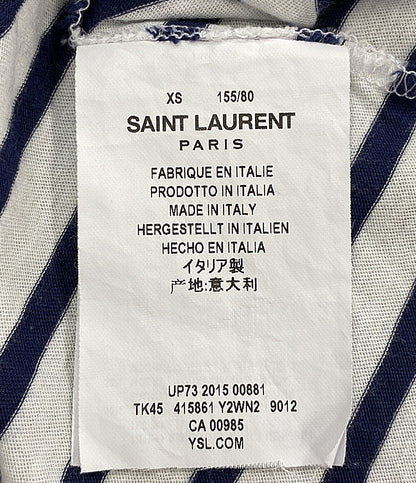 XS 155/80
SAINT LAURENT
PARIS
FABRIQUE EN ITALIE
PRODOTTO IN ITALIA
MADE IN ITALY
HERGESTELLT IN ITALIEN
HECHO EN ITALIA
イタリア製
产地:意大利
UP73 2015 00881
TK45 415861 Y2WN2 9012
CA 00985
YSL.COM